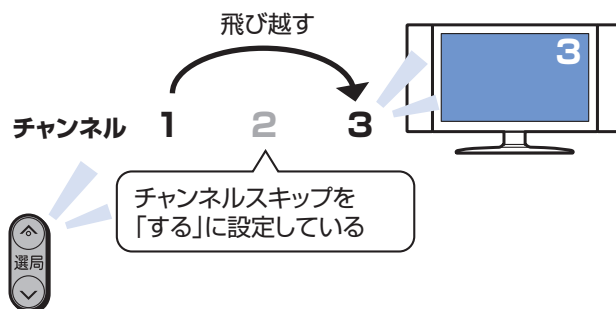 飛び越す
3
チャンネル 1 2 3
チャンネルスキップを
「する」に設定している
選局